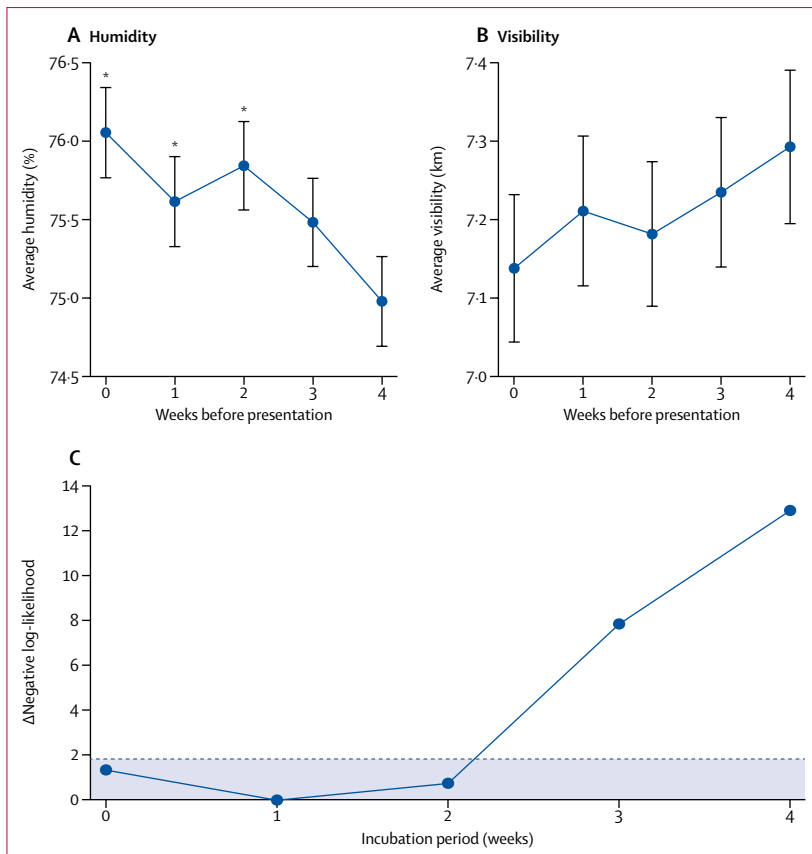 A Humidity
B Visibility
76·5
76·0
75·5
75·0
74·5
Average humidity (%)
*
*
*
0 1 2 3 4
Weeks before presentation
7·4
7·3
7·2
7·1
7·0
Average visibility (km)
0 1 2 3 4
Weeks before presentation
C
14
12
10
8
6
4
2
0
ΔNegative log-likelihood
0 1 2 3 4
Incubation period (weeks)